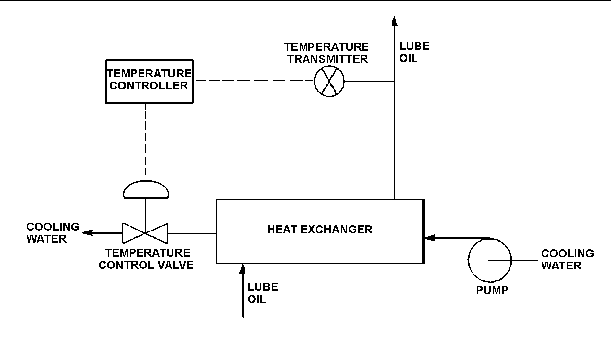 TEMPERATURE
TRANSMITTER
LUBE
OIL
TEMPERATURE
CONTROLLER
HEAT EXCHANGER
COOLING
WATER
TEMPERATURE
CONTROL VALVE
COOLING
WATER
PUMP
LUBE
OIL